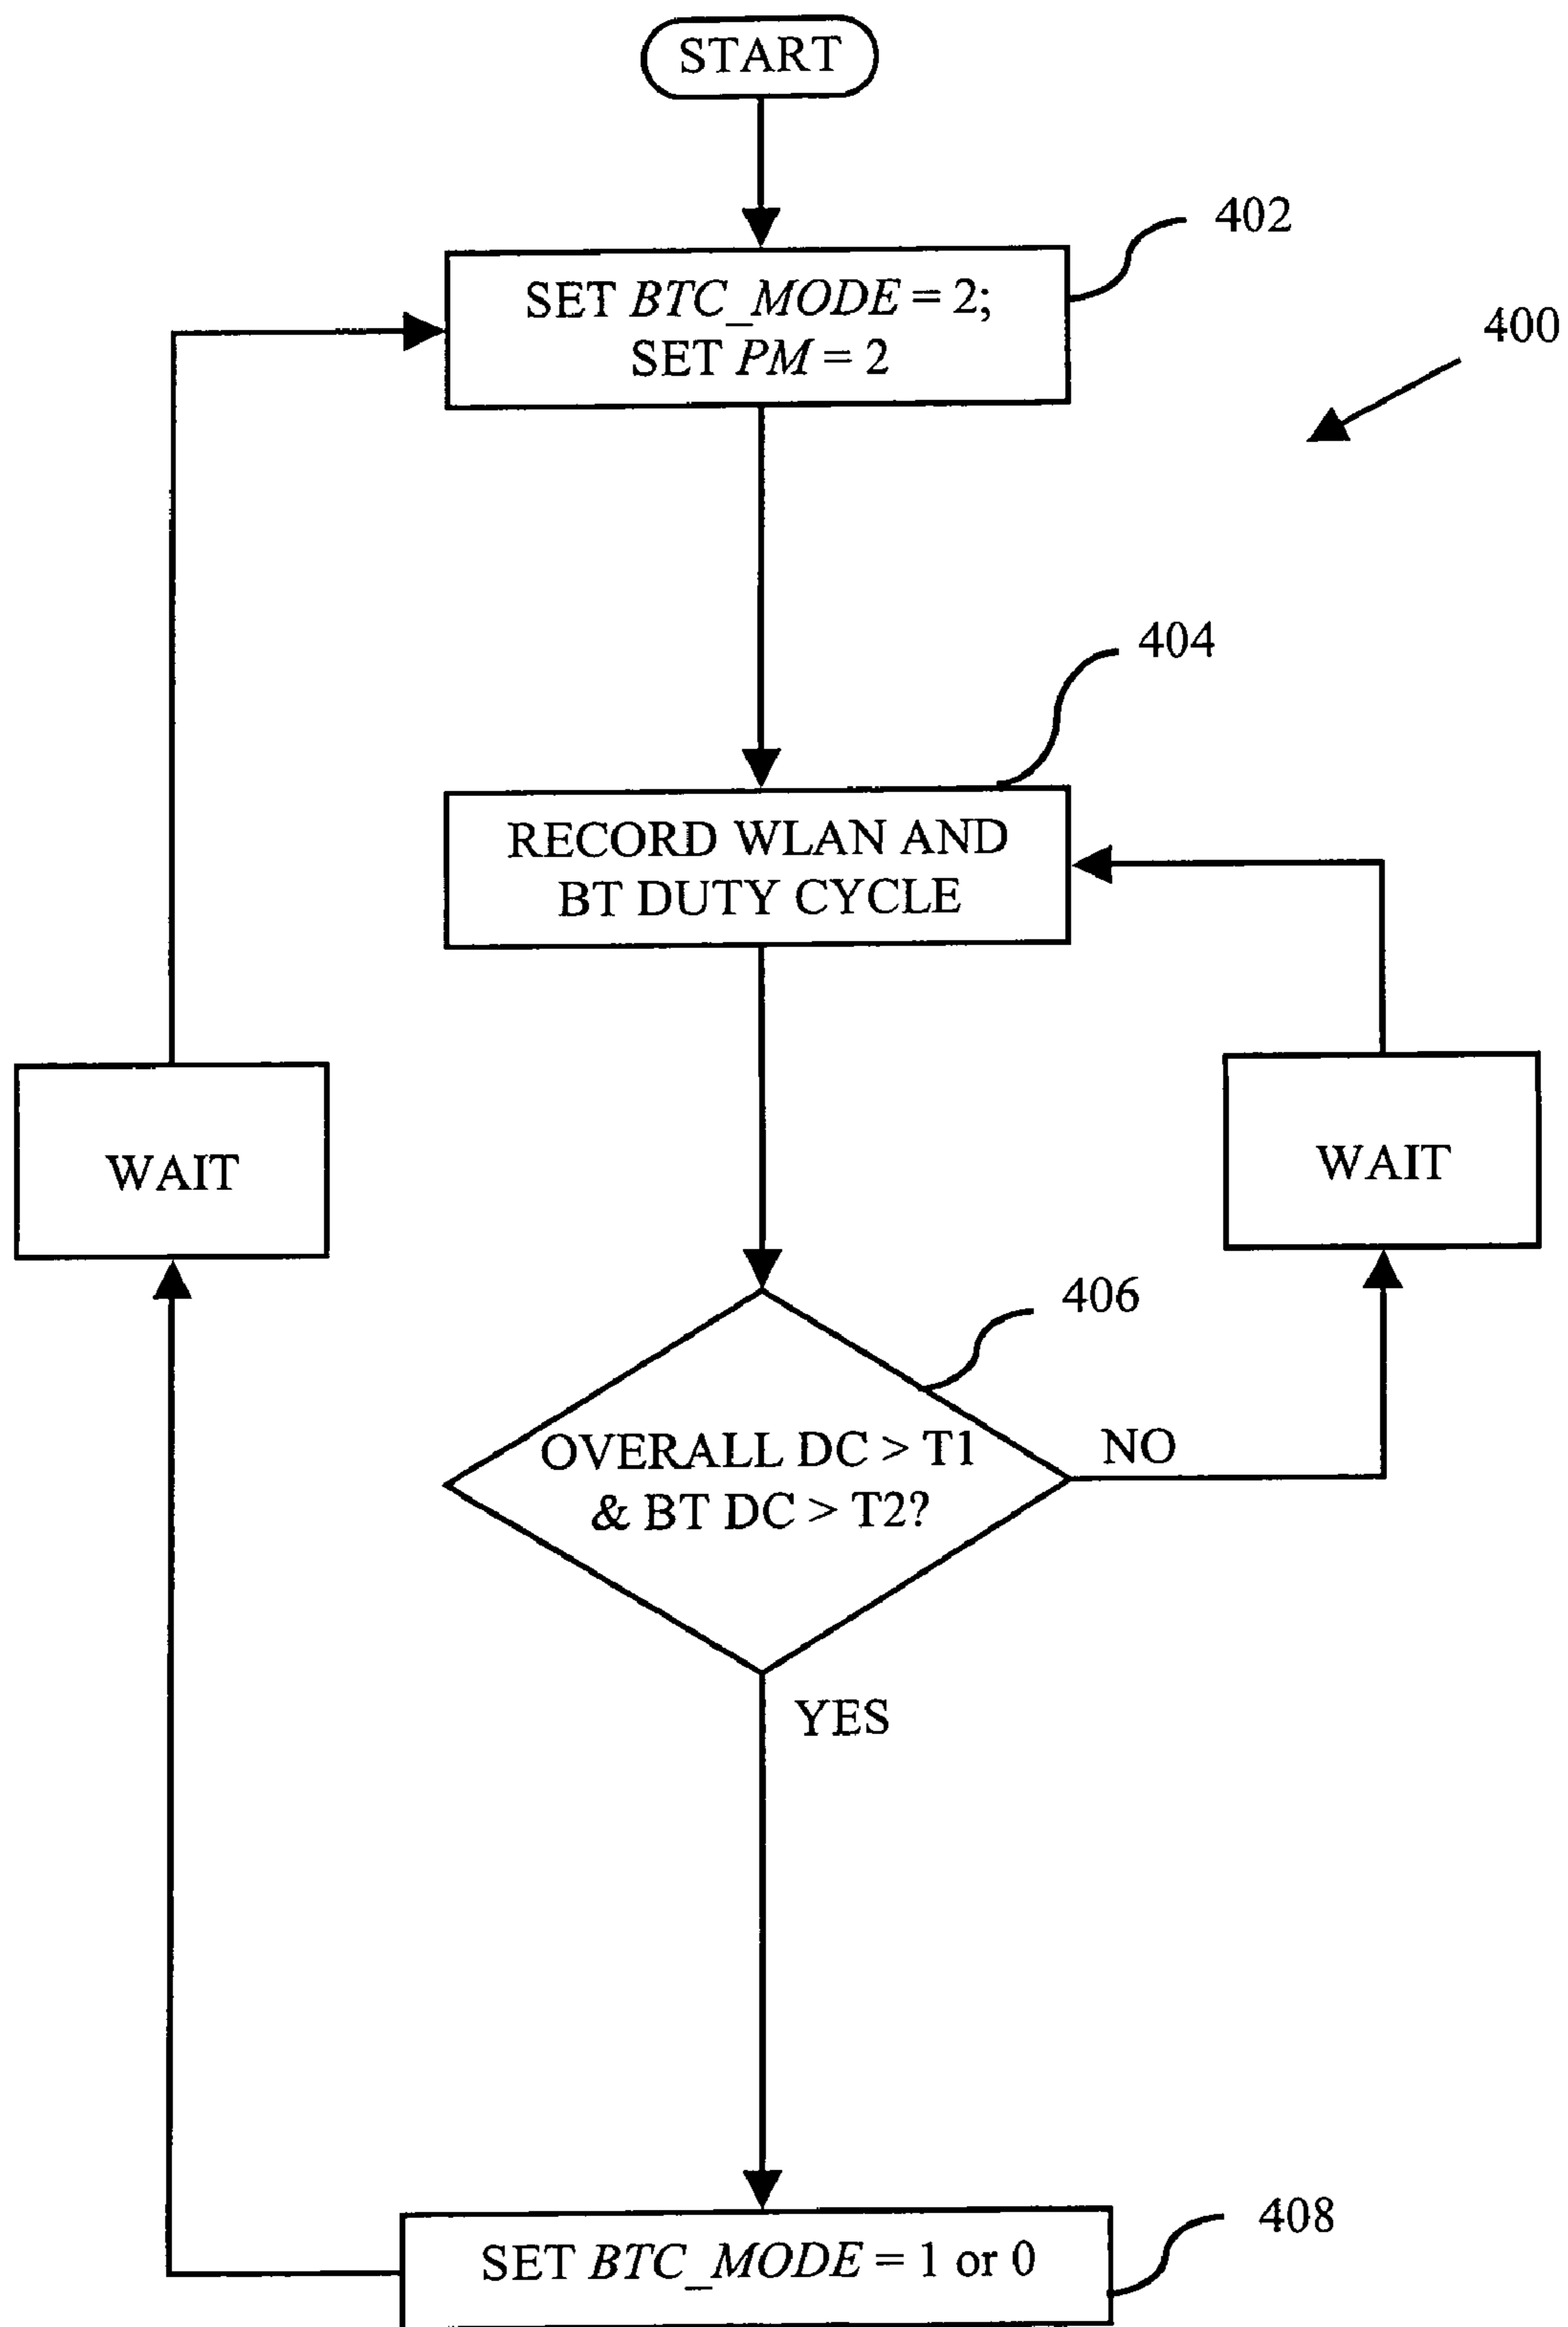 START
402
SET BTC_MODE = 2;
SET PM = 2
400
404
RECORD WLAN AND
BT DUTY CYCLE
WAIT
WAIT
406
OVERALL DC > T1
& BT DC > T2?
NO
YES
408
SET BTC_MODE = 1 or 0